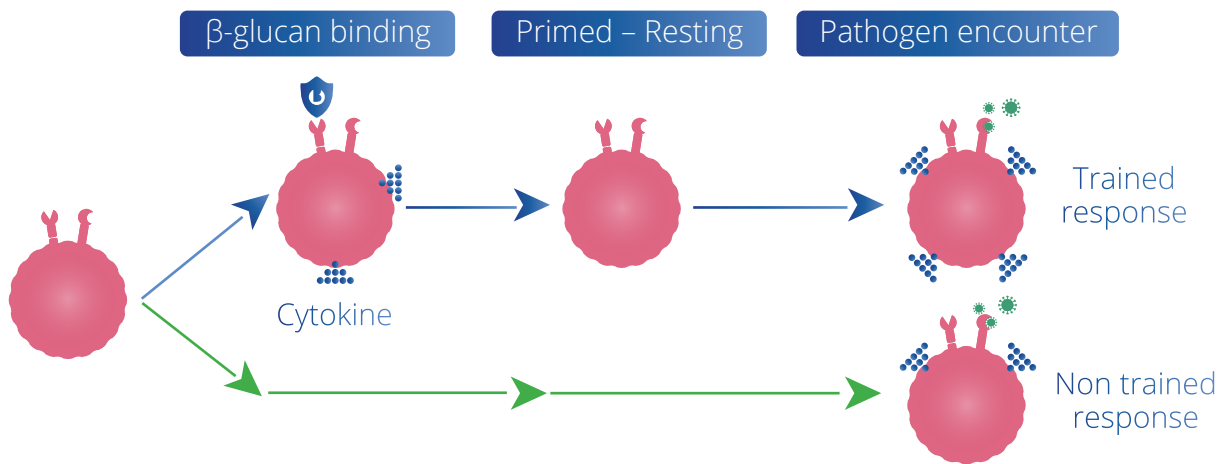 β-glucan binding
Primed – Resting
Pathogen encounter
Trained
response
Cytokine
Non trained
response